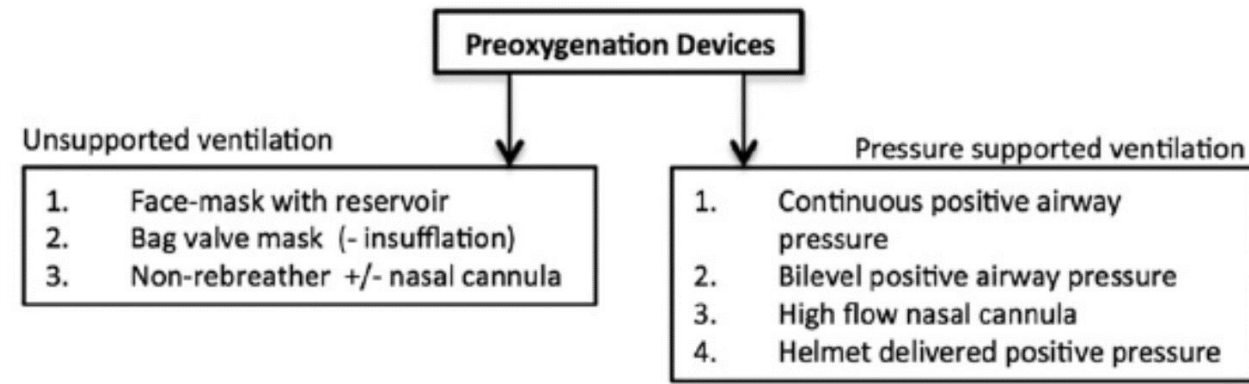 Preoxygenation Devices
Unsupported ventilation
1. Face-mask with reservoir
2. Bag valve mask (- insufflation)
3. Non-rebreather +/- nasal cannula
Pressure supported ventilation
1. Continuous positive airway
pressure
2. Bilevel positive airway pressure
3. High flow nasal cannula
4. Helmet delivered positive pressure